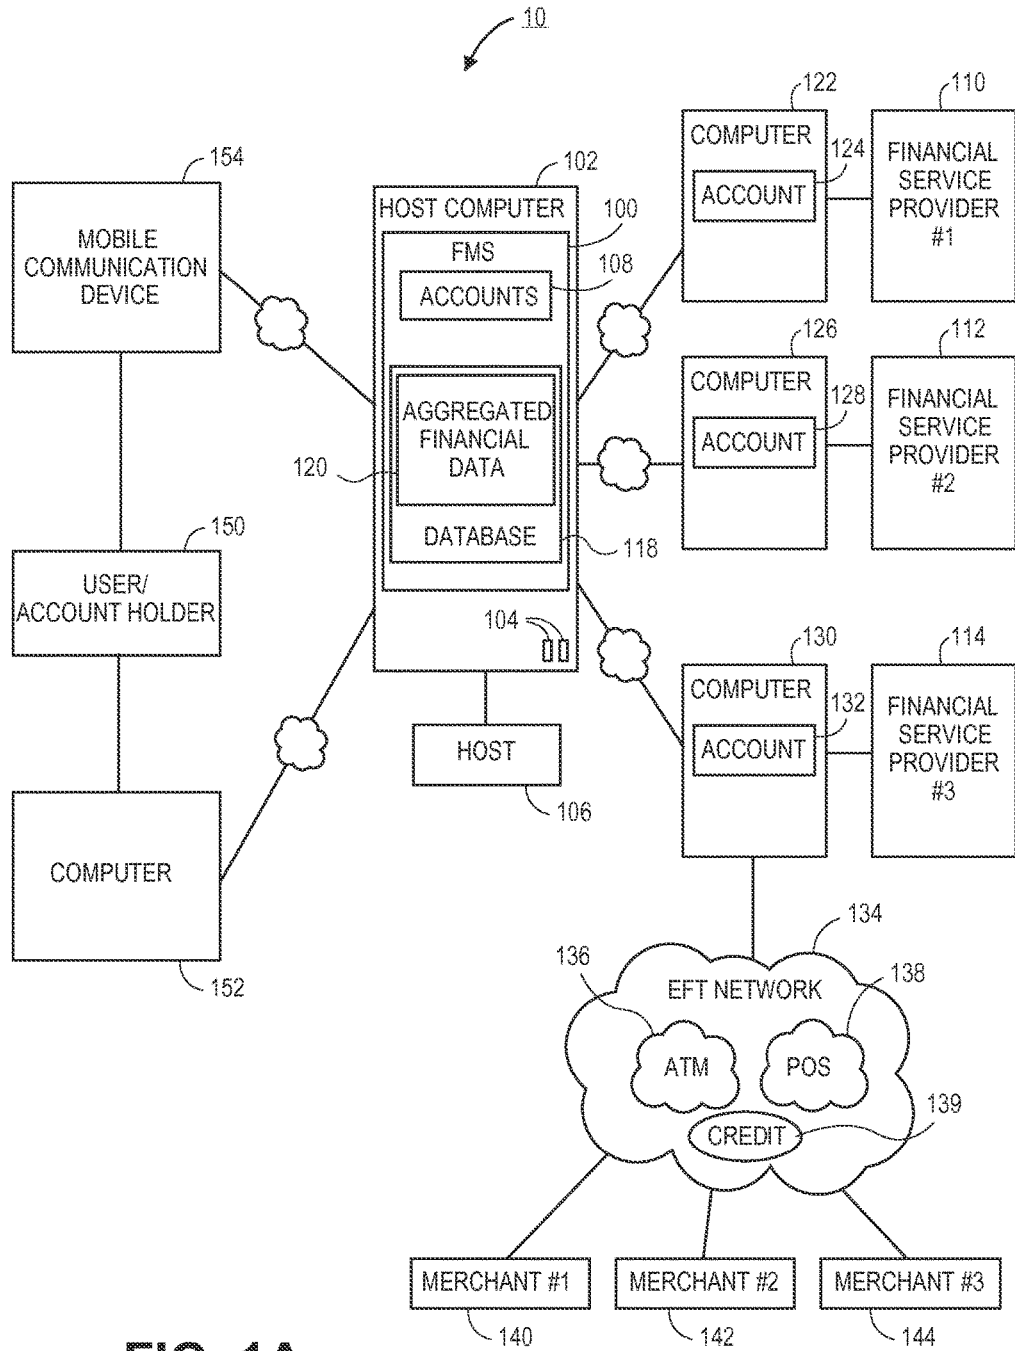 10
154
MOBILE
COMMUNICATION
DEVICE
102
HOST COMPUTER
100
FMS
108
ACCOUNTS
AGGREGATED
FINANCIAL
DATA
120
DATABASE
118
104
HOST
106
122
COMPUTER
124
ACCOUNT
110
FINANCIAL
SERVICE
PROVIDER
#1
126
COMPUTER
128
ACCOUNT
112
FINANCIAL
SERVICE
PROVIDER
#2
130
COMPUTER
132
ACCOUNT
114
FINANCIAL
SERVICE
PROVIDER
#3
150
USER/
ACCOUNT HOLDER
COMPUTER
152
134
EFT NETWORK
136
ATM
138
POS
139
CREDIT
MERCHANT #1
140
MERCHANT #2
142
MERCHANT #3
144
FIG. 1A